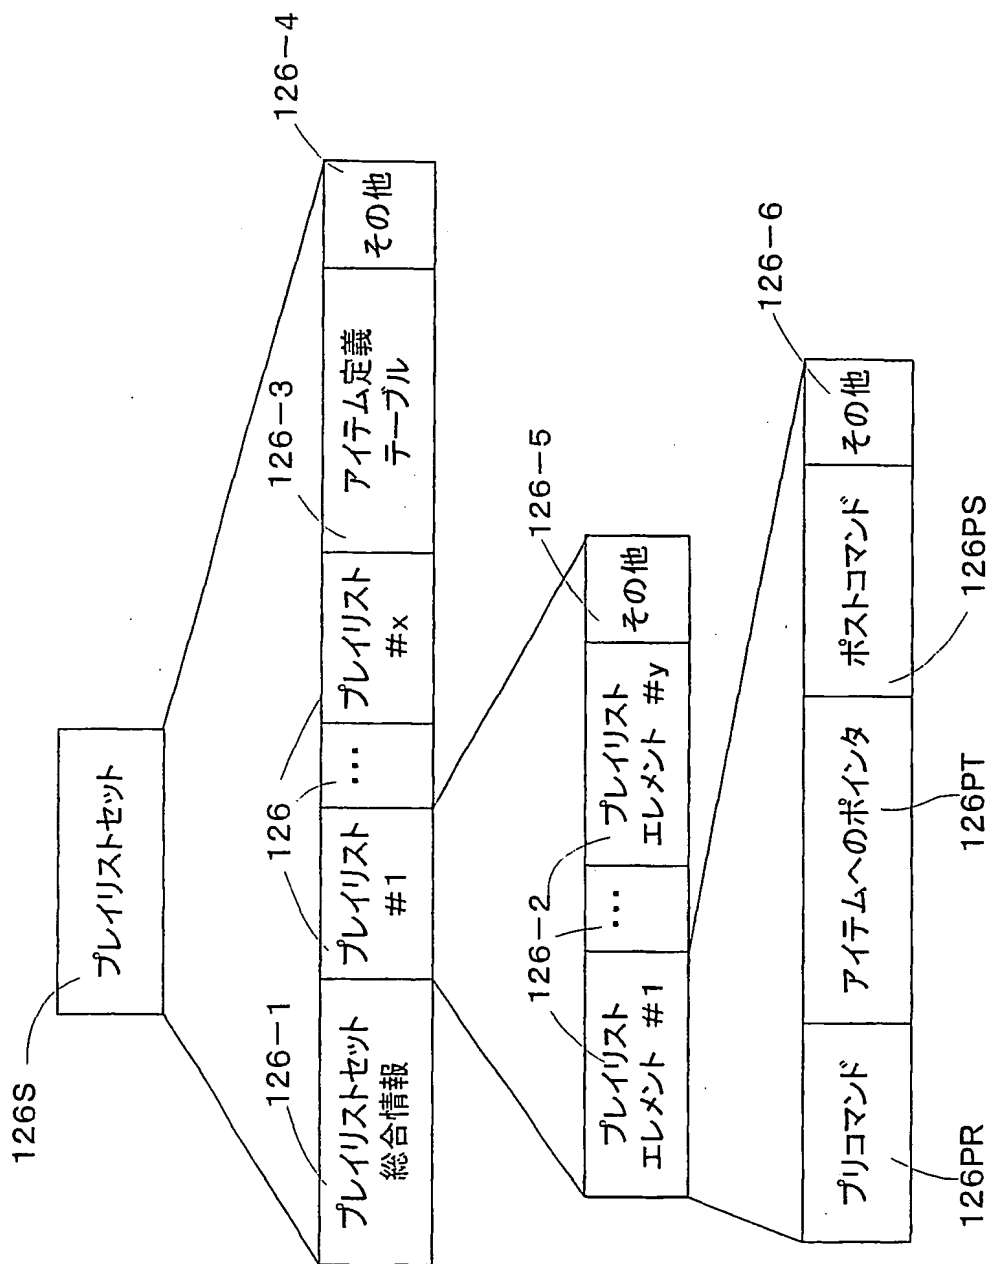 126S
プレイリストセット
126-1
126
126-3
126-4
プレイリストセット
総合情報
プレイリスト
#1
...
プレイリスト
#x
アイテム定義
テーブル
その他
126-2
126-5
プレイリスト
エレメント #1
...
プレイリスト
エレメント #y
その他
126-6
プリコマンド
アイテムへのポインタ
ポストコマンド
その他
126PR
126PT
126PS